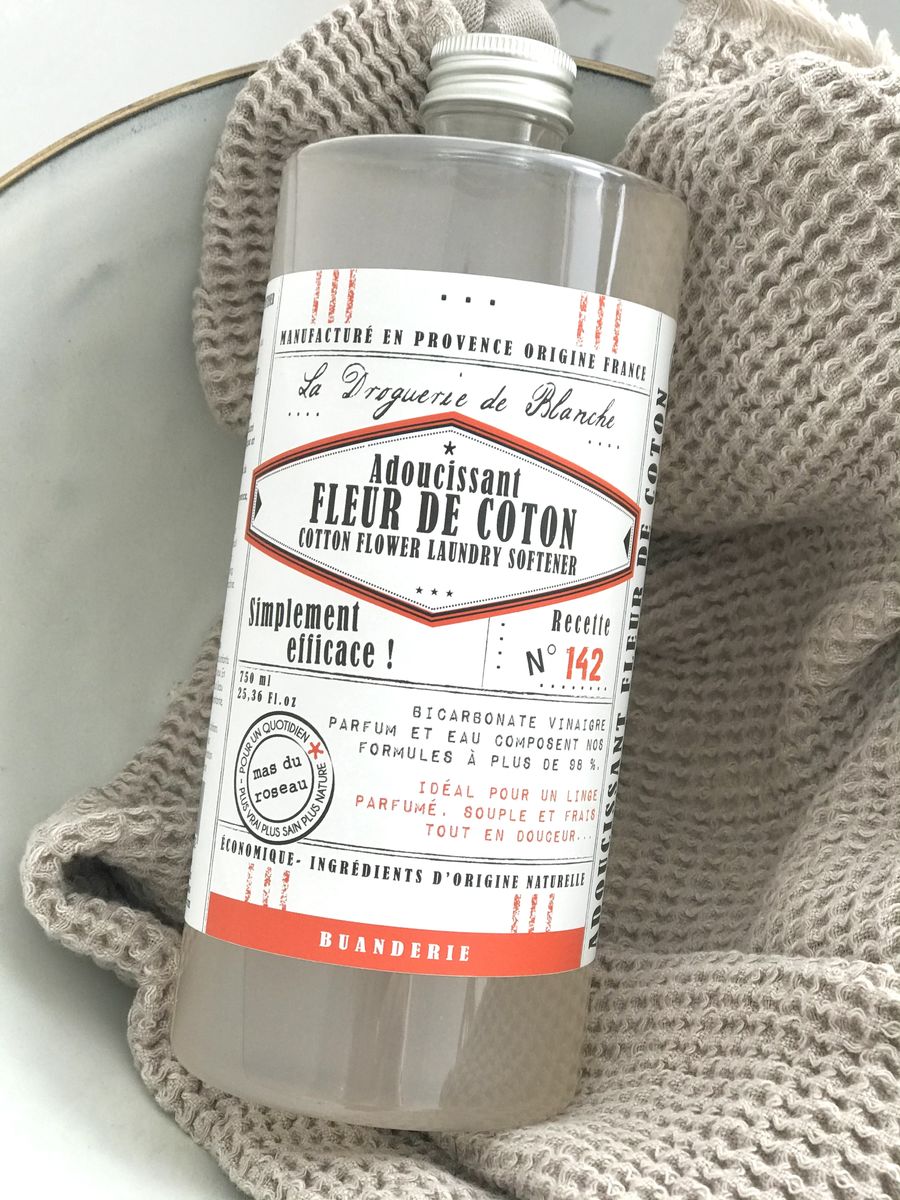 MANUFACTURÉ EN PROVENCE ORIGINE FRANCE
La Droguerie de Blanche
Adoucissant
FLEUR DE COTON
COTTON FLOWER LAUNDRY SOFTENER
Simplement
efficace !
Recette
N° 142
750 ml
25,36 Fl.oz
BICARBONATE VINAIGRE
PARFUM ET EAU COMPOSENT NOS
FORMULES À PLUS DE 98 %.
- POUR UN QUOTIDIEN * PLUS VRAI PLUS SAIN PLUS NATURE
mas du
roseau
IDÉAL POUR UN LINGE
PARFUMÉ, SOUPLE ET FRAIS
TOUT EN DOUCEUR...
ÉCONOMIQUE- INGRÉDIENTS D'ORIGINE NATURELLE
BUANDERIE
ADOUCISSANT FLEUR DE COTON